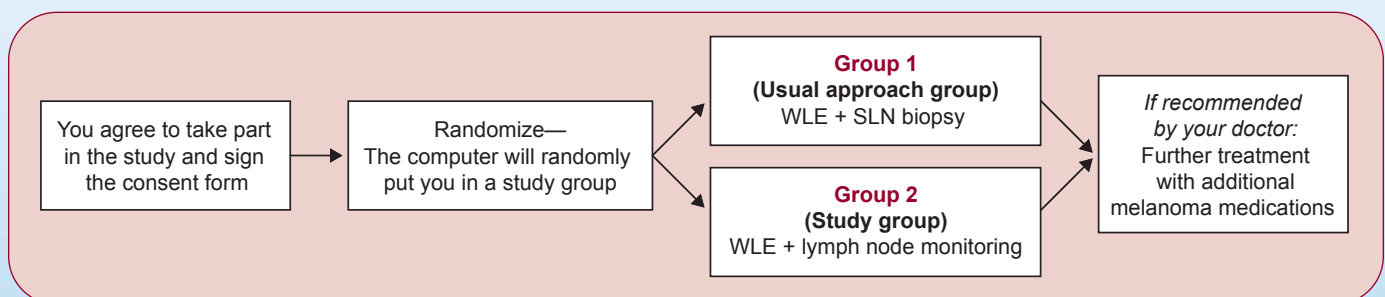 You agree to take part
in the study and sign
the consent form
Randomize—
The computer will randomly
put you in a study group
Group 1
(Usual approach group)
WLE + SLN biopsy
Group 2
(Study group)
WLE + lymph node monitoring
If recommended
by your doctor:
Further treatment
with additional
melanoma medications